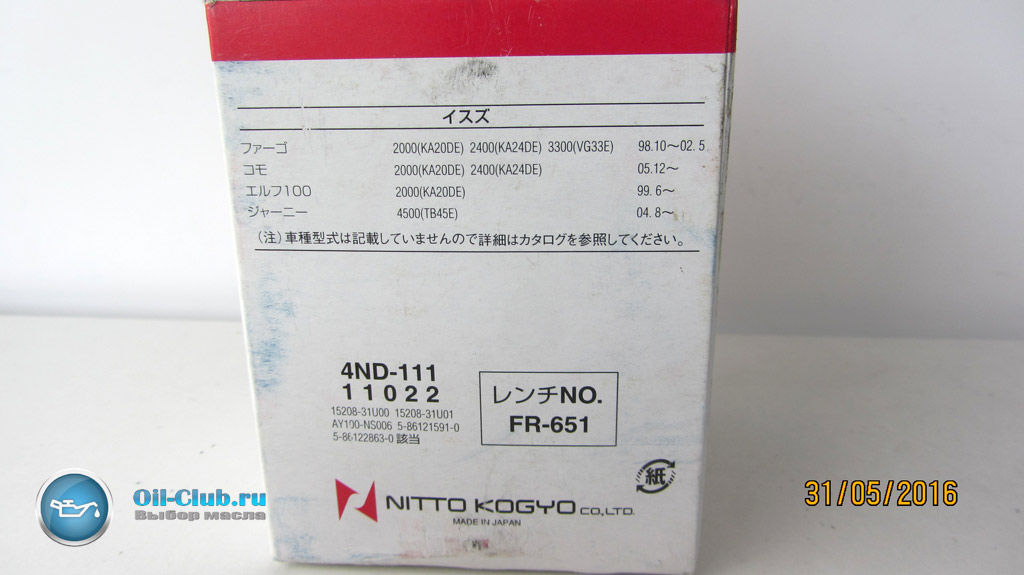 イスズ
ファーゴ 2000(KA20DE) 2400(KA24DE) 3300(VG33E) 98.10～02.5
コモ 2000(KA20DE) 2400(KA24DE) 05.12～
エルフ100 2000(KA20DE) 99.6～
ジャーニー 4500(TB45E) 04.8～
（注）車種型式は記載していませんので詳細はカタログを参照してください。
4ND-111
11022
15208-31U00 15208-31U01
AY100-NS006 5-86121591-0
5-86122863-0 該当
レンチNO.
FR-651
紙
NITTO KOGYO CO.,LTD.
MADE IN JAPAN
Oil-Club.ru
Выбор масла
31/05/2016